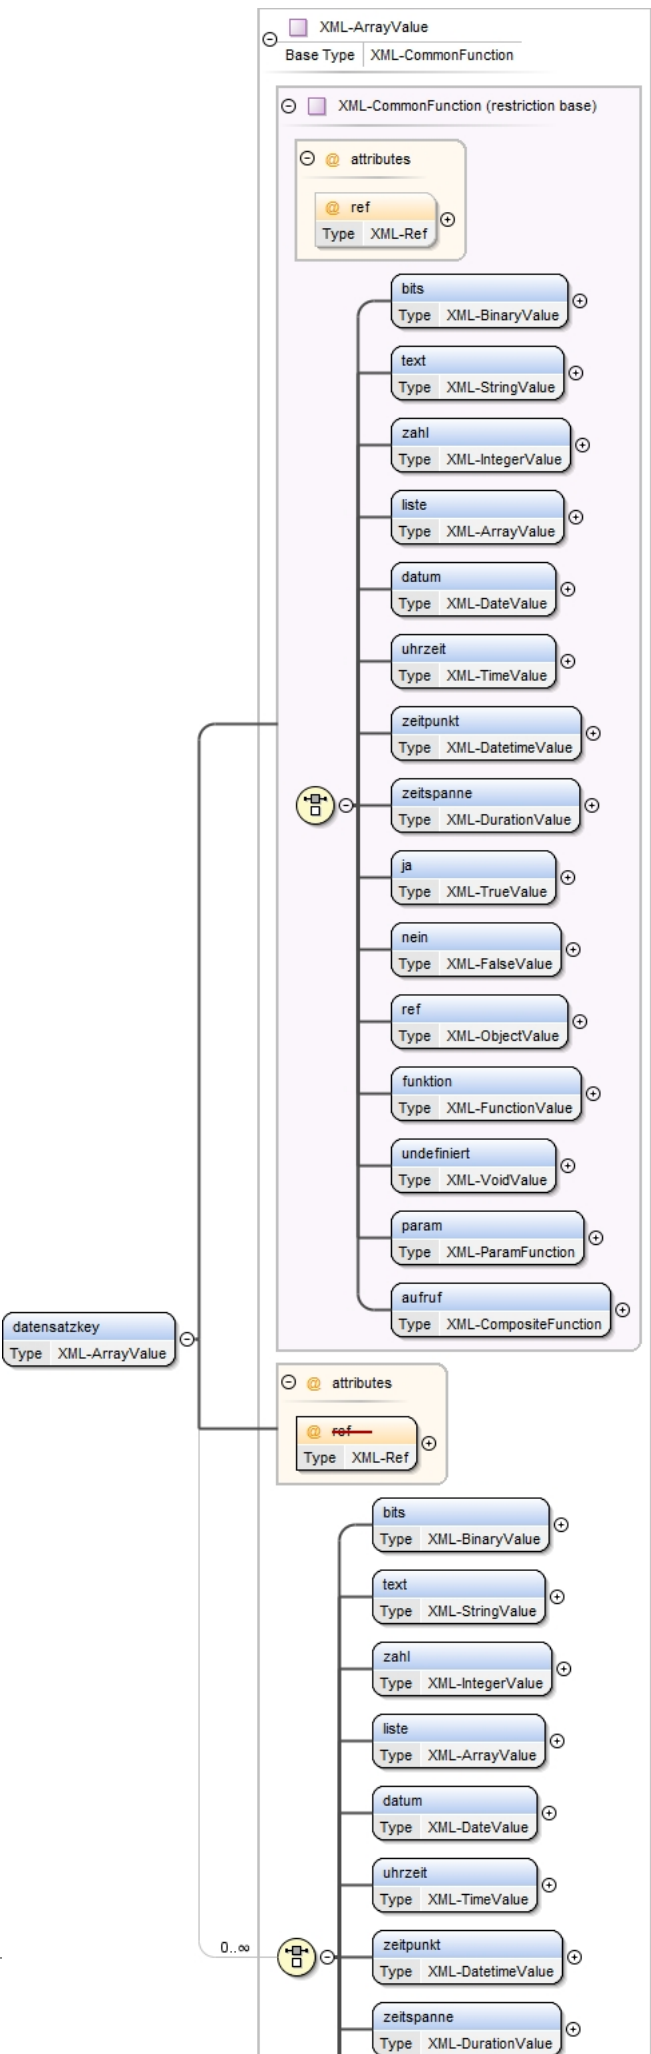 XML-ArrayValue
Base Type XML-CommonFunction
XML-CommonFunction (restriction base)
@ attributes
@ ref
Type XML-Ref
bits
Type XML-BinaryValue
text
Type XML-StringValue
zahl
Type XML-IntegerValue
liste
Type XML-ArrayValue
datum
Type XML-DateValue
uhrzeit
Type XML-TimeValue
zeitpunkt
Type XML-DatetimeValue
zeitspanne
Type XML-DurationValue
ja
Type XML-TrueValue
nein
Type XML-FalseValue
ref
Type XML-ObjectValue
funktion
Type XML-FunctionValue
undefiniert
Type XML-VoidValue
param
Type XML-ParamFunction
aufruf
Type XML-CompositeFunction
datensatzkey
Type XML-ArrayValue
@ attributes
@ ref
Type XML-Ref
bits
Type XML-BinaryValue
text
Type XML-StringValue
zahl
Type XML-IntegerValue
liste
Type XML-ArrayValue
datum
Type XML-DateValue
uhrzeit
Type XML-TimeValue
0..∞
zeitpunkt
Type XML-DatetimeValue
zeitspanne
Type XML-DurationValue